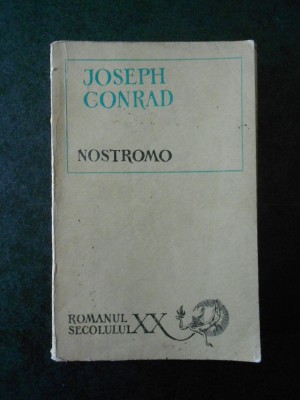 JOSEPH
CONRAD
NOSTROMO
ROMANUL
SECOLULUI XX